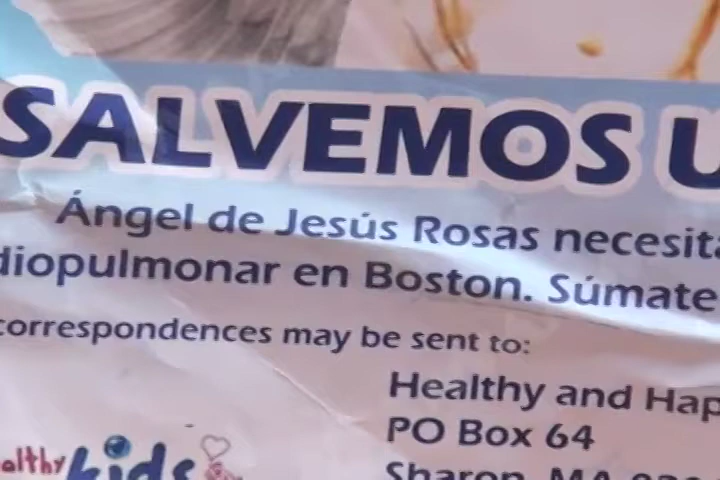 SALVEMOS U
Ángel de Jesús Rosas necesita
diopulmonar en Boston. Súmate
correspondences may be sent to:
Healthy and Hap
PO Box 64
Sharon, MA
althy kids